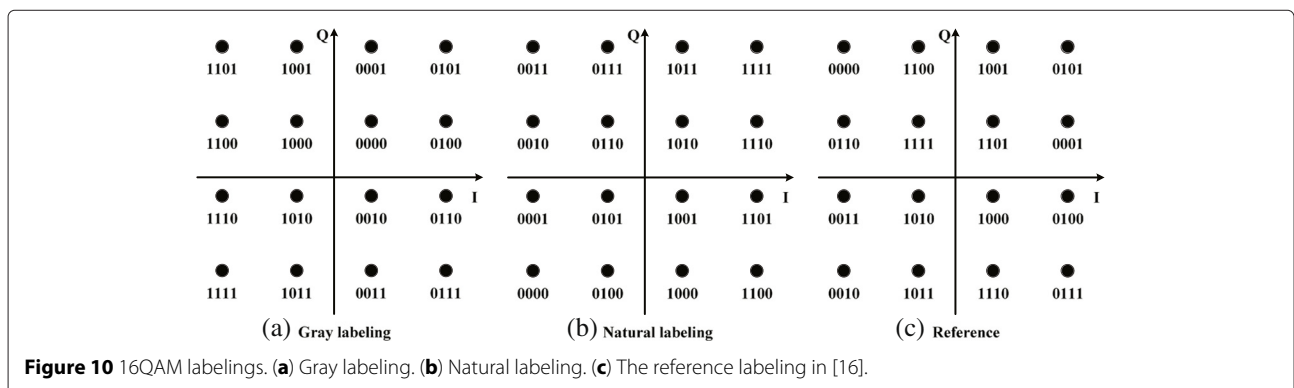 Q Q Q
1101 1001 0001 0101 0011 0111 1011 1111 0000 1100 1001 0101
1100 1000 0000 0100 0010 0110 1010 1110 0110 1111 1101 0001
I I I
1110 1010 0010 0110 0001 0101 1001 1101 0011 1010 1000 0100
1111 1011 0011 0111 0000 0100 1000 1100 0010 1011 1110 0111
(a) Gray labeling (b) Natural labeling (c) Reference
Figure 10 16QAM labelings. (a) Gray labeling. (b) Natural labeling. (c) The reference labeling in [16].